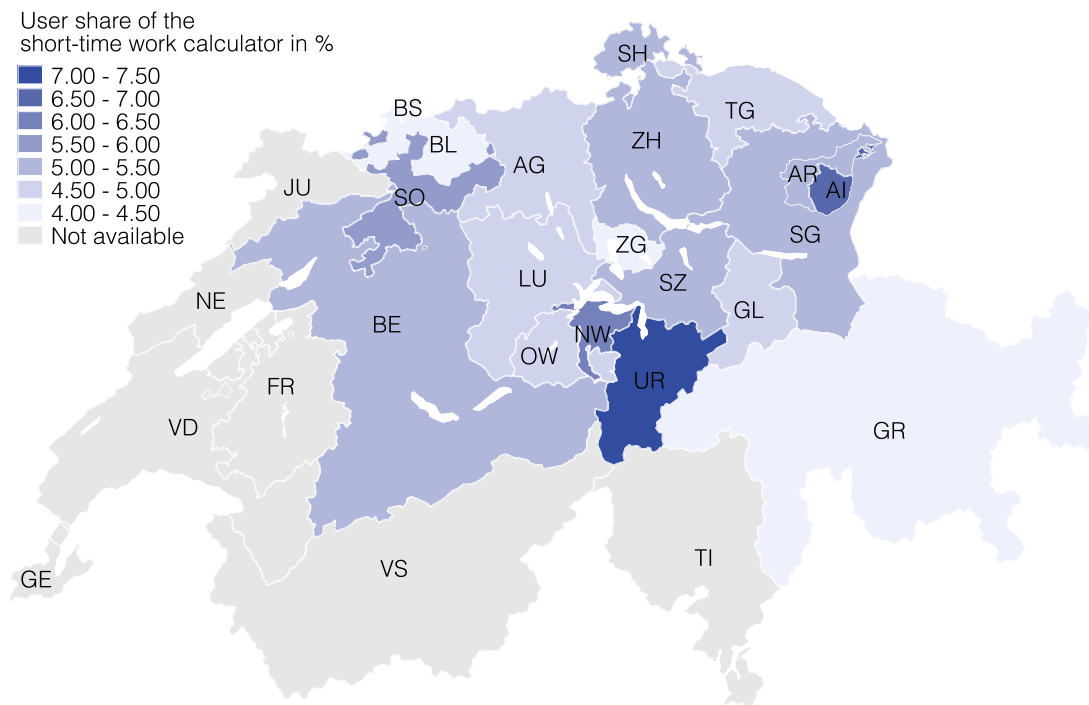 User share of the
short-time work calculator in %
7.00 - 7.50
6.50 - 7.00
6.00 - 6.50
5.50 - 6.00
5.00 - 5.50
4.50 - 5.00
4.00 - 4.50
Not available
SH
BS
TG
BL
ZH
AG
AR
AI
JU
SO
SG
ZG
LU
SZ
NE
GL
BE
NW
OW
UR
FR
VD
GR
TI
VS
GE